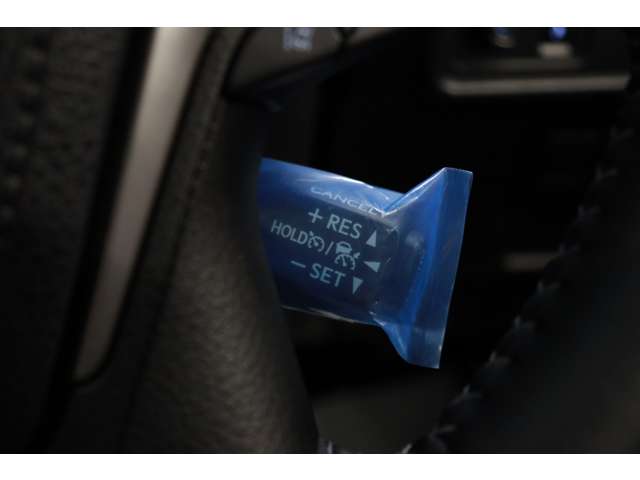 CANCEL
+ RES
HOLD /
− SET